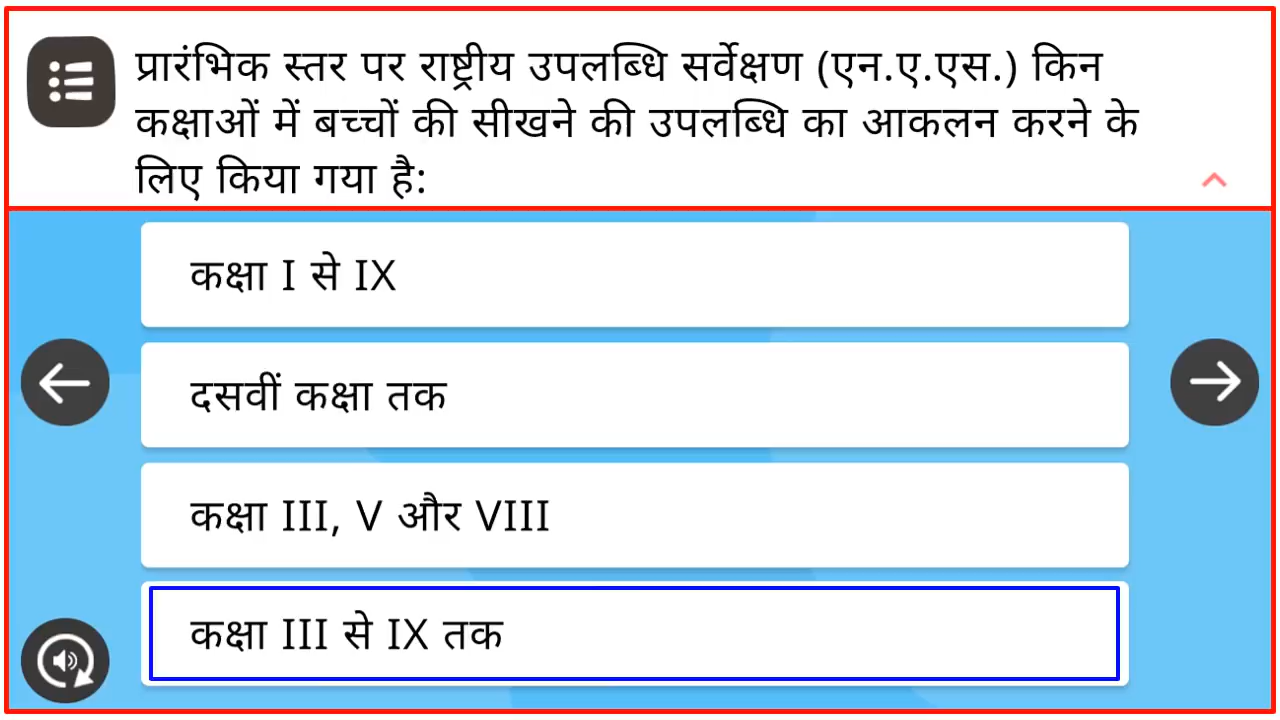 प्रारंभिक स्तर पर राष्ट्रीय उपलब्धि सर्वेक्षण (एन.ए.एस.) किन
कक्षाओं में बच्चों की सीखने की उपलब्धि का आकलन करने के
लिए किया गया है:
कक्षा I से IX
दसवीं कक्षा तक
कक्षा III, V और VIII
कक्षा III से IX तक